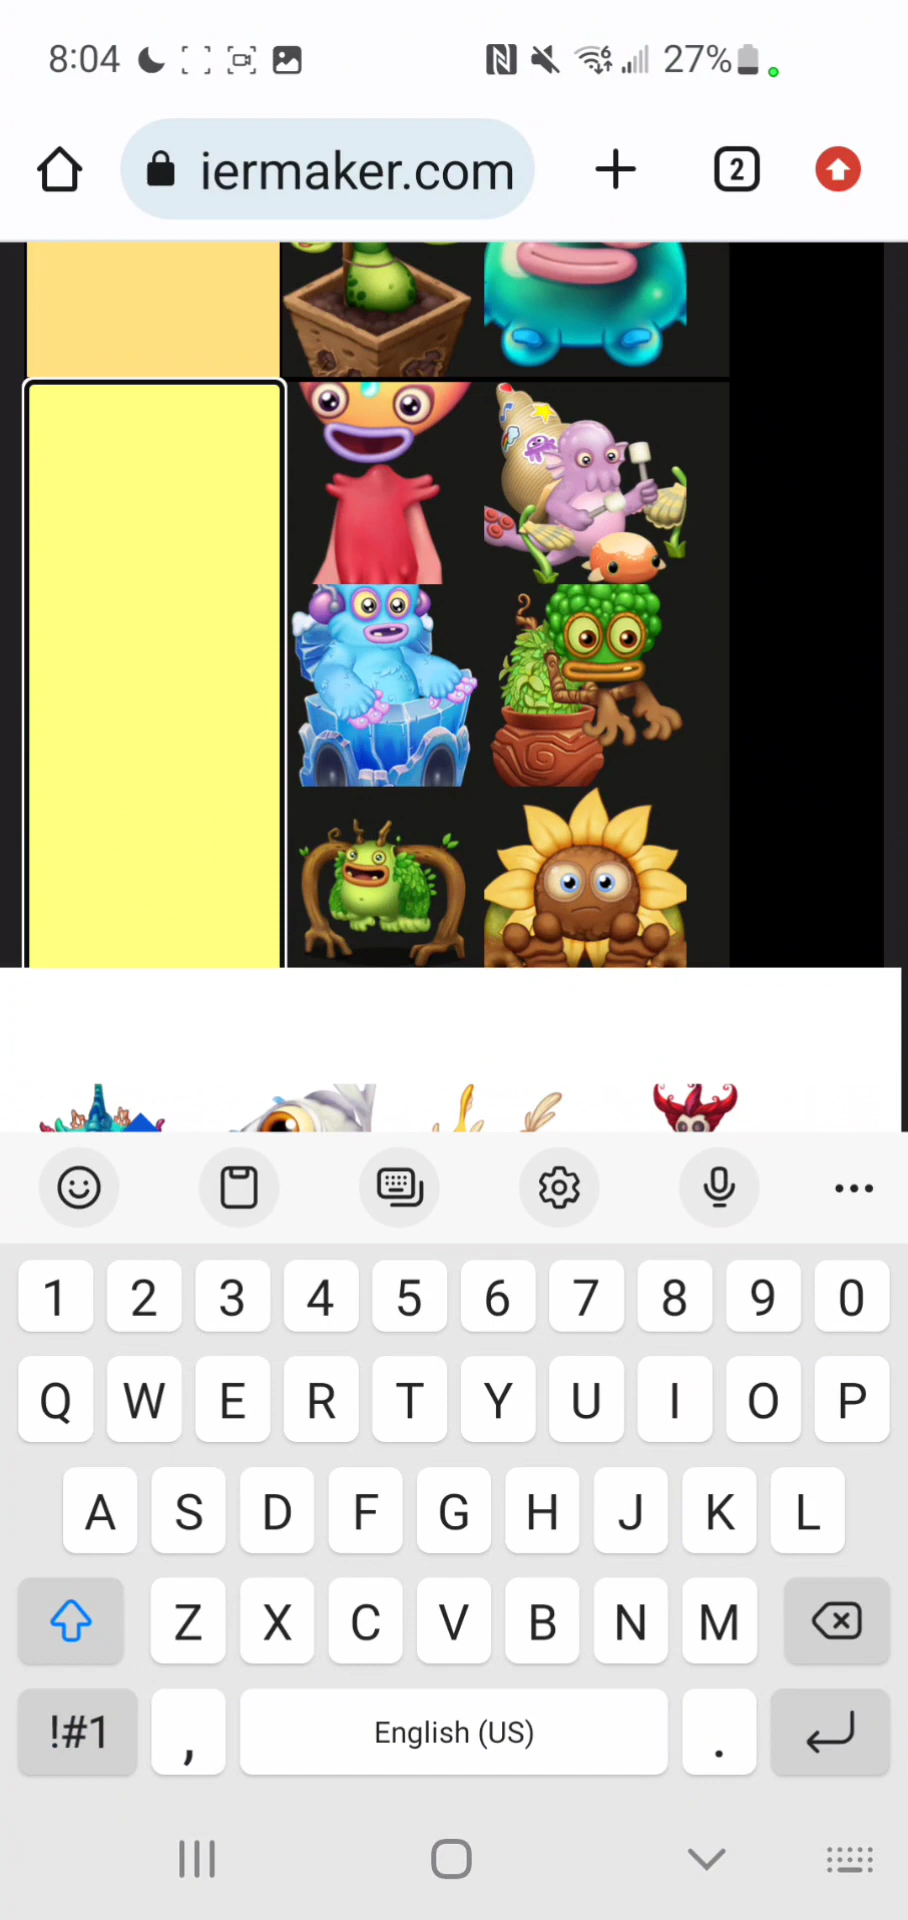 8:04 27%
iermaker.com 2
1 2 3 4 5 6 7 8 9 0
Q W E R T Y U I O P
A S D F G H J K L
Z X C V B N M
!#1 , English (US) .